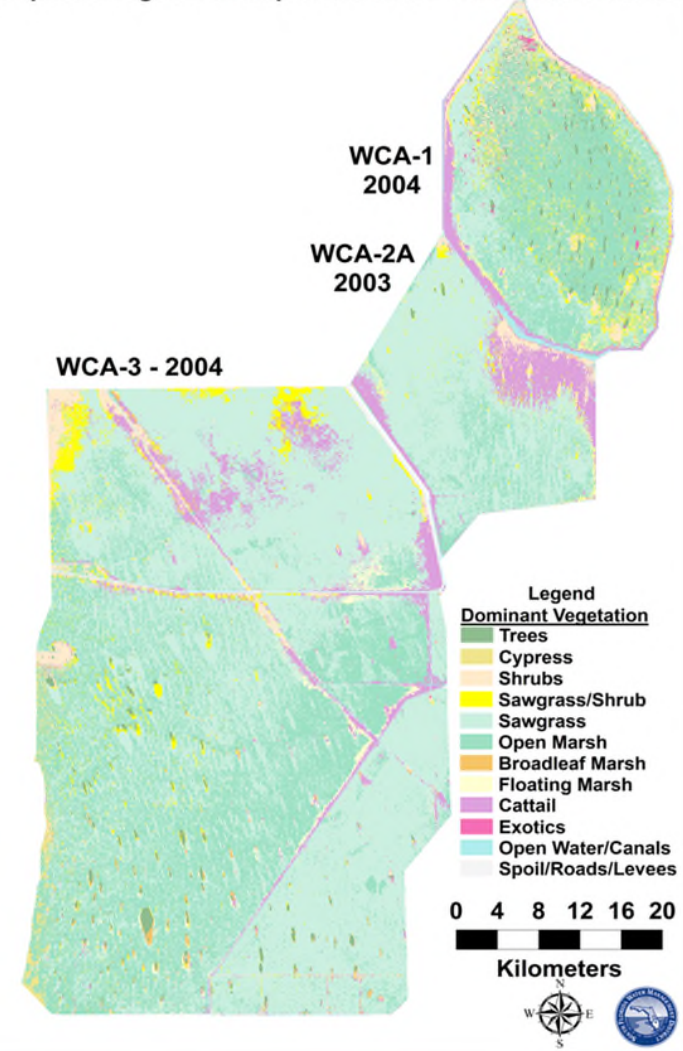 WCA-1
2004
WCA-2A
2003
WCA-3 - 2004
Legend
Dominant Vegetation
Trees
Cypress
Shrubs
Sawgrass/Shrub
Sawgrass
Open Marsh
Broadleaf Marsh
Floating Marsh
Cattail
Exotics
Open Water/Canals
Spoil/Roads/Levees
0 4 8 12 16 20
Kilometers
N
W E
S